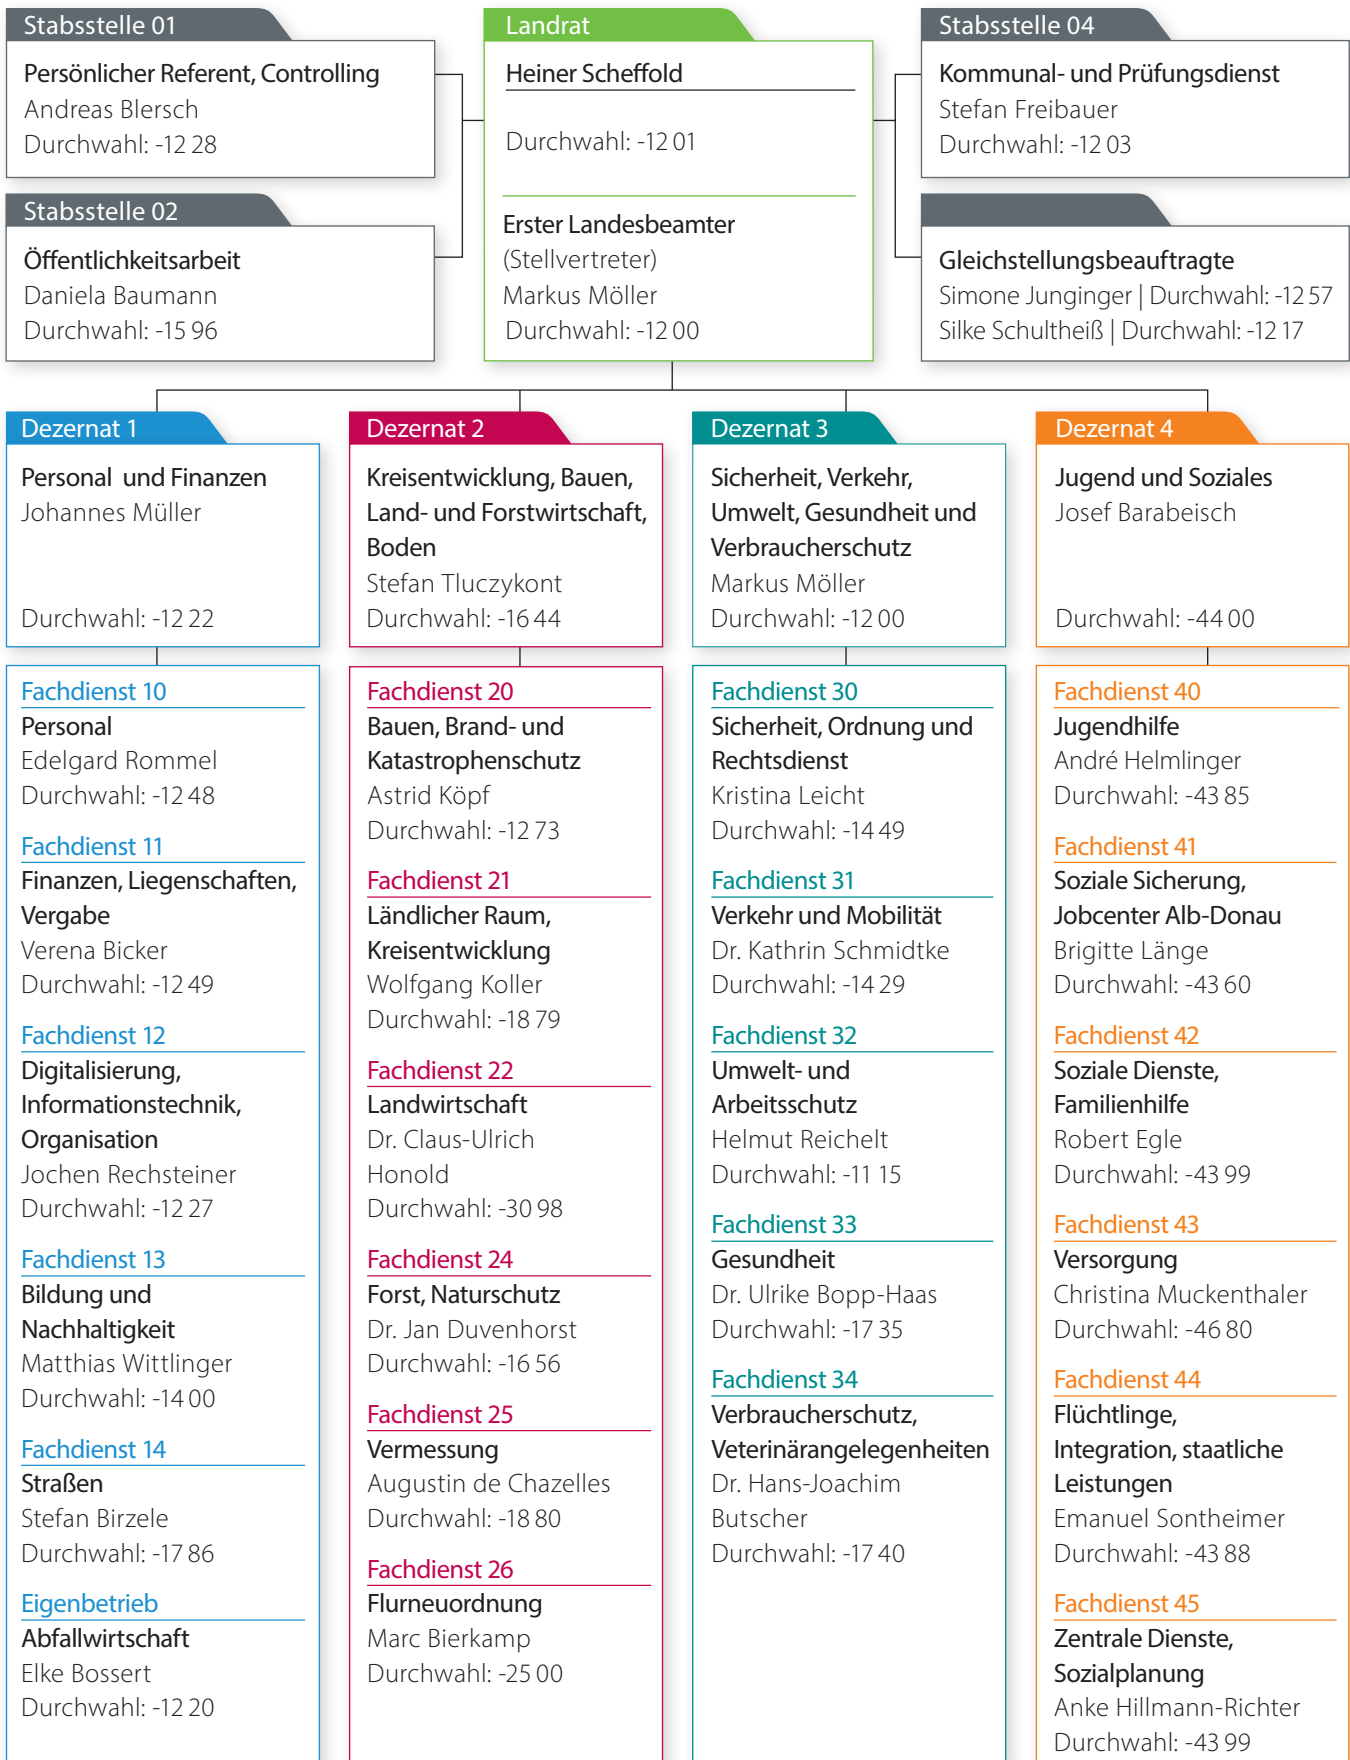 Stabsstelle 01
Persönlicher Referent, Controlling
Andreas Blersch
Durchwahl: -12 28
Stabsstelle 02
Öffentlichkeitsarbeit
Daniela Baumann
Durchwahl: -15 96
Landrat
Heiner Scheffold
Durchwahl: -12 01
Erster Landesbeamter
(Stellvertreter)
Markus Möller
Durchwahl: -12 00
Stabsstelle 04
Kommunal- und Prüfungsdienst
Stefan Freibauer
Durchwahl: -12 03
Gleichstellungsbeauftragte
Simone Junginger | Durchwahl: -12 57
Silke Schultheiß | Durchwahl: -12 17
Dezernat 1
Personal und Finanzen
Johannes Müller
Durchwahl: -12 22
Fachdienst 10
Personal
Edelgard Rommel
Durchwahl: -12 48
Fachdienst 11
Finanzen, Liegenschaften,
Vergabe
Verena Bicker
Durchwahl: -12 49
Fachdienst 12
Digitalisierung,
Informationstechnik,
Organisation
Jochen Rechsteiner
Durchwahl: -12 27
Fachdienst 13
Bildung und
Nachhaltigkeit
Matthias Wittlinger
Durchwahl: -14 00
Fachdienst 14
Straßen
Stefan Birzele
Durchwahl: -17 86
Eigenbetrieb
Abfallwirtschaft
Elke Bossert
Durchwahl: -12 20
Dezernat 2
Kreisentwicklung, Bauen,
Land- und Forstwirtschaft,
Boden
Stefan Tluczykont
Durchwahl: -16 44
Fachdienst 20
Bauen, Brand- und
Katastrophenschutz
Astrid Köpf
Durchwahl: -12 73
Fachdienst 21
Ländlicher Raum,
Kreisentwicklung
Wolfgang Koller
Durchwahl: -18 79
Fachdienst 22
Landwirtschaft
Dr. Claus-Ulrich
Honold
Durchwahl: -30 98
Fachdienst 24
Forst, Naturschutz
Dr. Jan Duvenhorst
Durchwahl: -16 56
Fachdienst 25
Vermessung
Augustin de Chazelles
Durchwahl: -18 80
Fachdienst 26
Flurneuordnung
Marc Bierkamp
Durchwahl: -25 00
Dezernat 3
Sicherheit, Verkehr,
Umwelt, Gesundheit und
Verbraucherschutz
Markus Möller
Durchwahl: -12 00
Fachdienst 30
Sicherheit, Ordnung und
Rechtsdienst
Kristina Leicht
Durchwahl: -14 49
Fachdienst 31
Verkehr und Mobilität
Dr. Kathrin Schmidtke
Durchwahl: -14 29
Fachdienst 32
Umwelt- und
Arbeitsschutz
Helmut Reichelt
Durchwahl: -11 15
Fachdienst 33
Gesundheit
Dr. Ulrike Bopp-Haas
Durchwahl: -17 35
Fachdienst 34
Verbraucherschutz,
Veterinärangelegenheiten
Dr. Hans-Joachim
Butscher
Durchwahl: -17 40
Dezernat 4
Jugend und Soziales
Josef Barabeisch
Durchwahl: -44 00
Fachdienst 40
Jugendhilfe
André Helmlinger
Durchwahl: -43 85
Fachdienst 41
Soziale Sicherung,
Jobcenter Alb-Donau
Brigitte Länge
Durchwahl: -43 60
Fachdienst 42
Soziale Dienste,
Familienhilfe
Robert Egle
Durchwahl: -43 99
Fachdienst 43
Versorgung
Christina Muckenthaler
Durchwahl: -46 80
Fachdienst 44
Flüchtlinge,
Integration, staatliche
Leistungen
Emanuel Sontheimer
Durchwahl: -43 88
Fachdienst 45
Zentrale Dienste,
Sozialplanung
Anke Hillmann-Richter
Durchwahl: -43 99